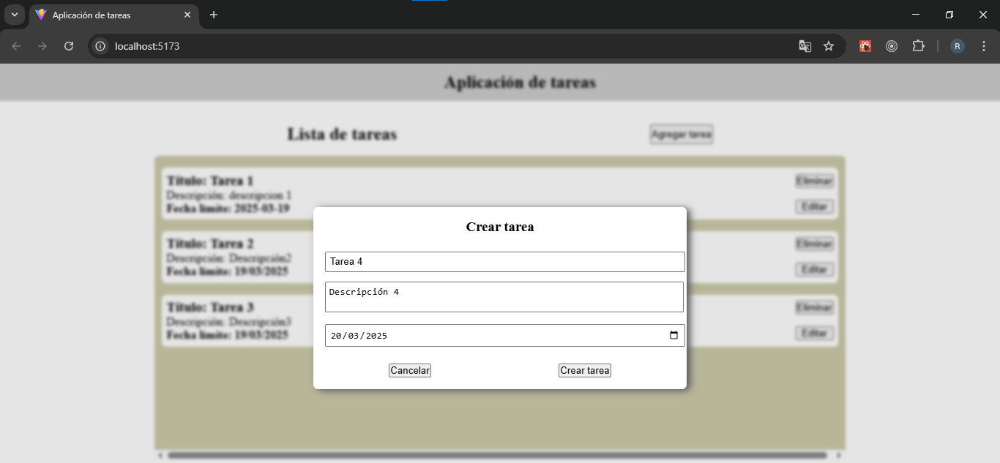 Aplicación de tareas
localhost:5173
R
Aplicación de tareas
Lista de tareas
Agregar tarea
Título: Tarea 1
Eliminar
Descripción: descripcion 1
Fecha límite: 2025-03-19
Editar
Título: Tarea 2
Eliminar
Descripción: Descripción2
Fecha límite: 19/03/2025
Editar
Título: Tarea 3
Eliminar
Descripción: Descripción3
Fecha límite: 19/03/2025
Editar
Crear tarea
Tarea 4
Descripción 4
20/03/2025
Cancelar
Crear tarea